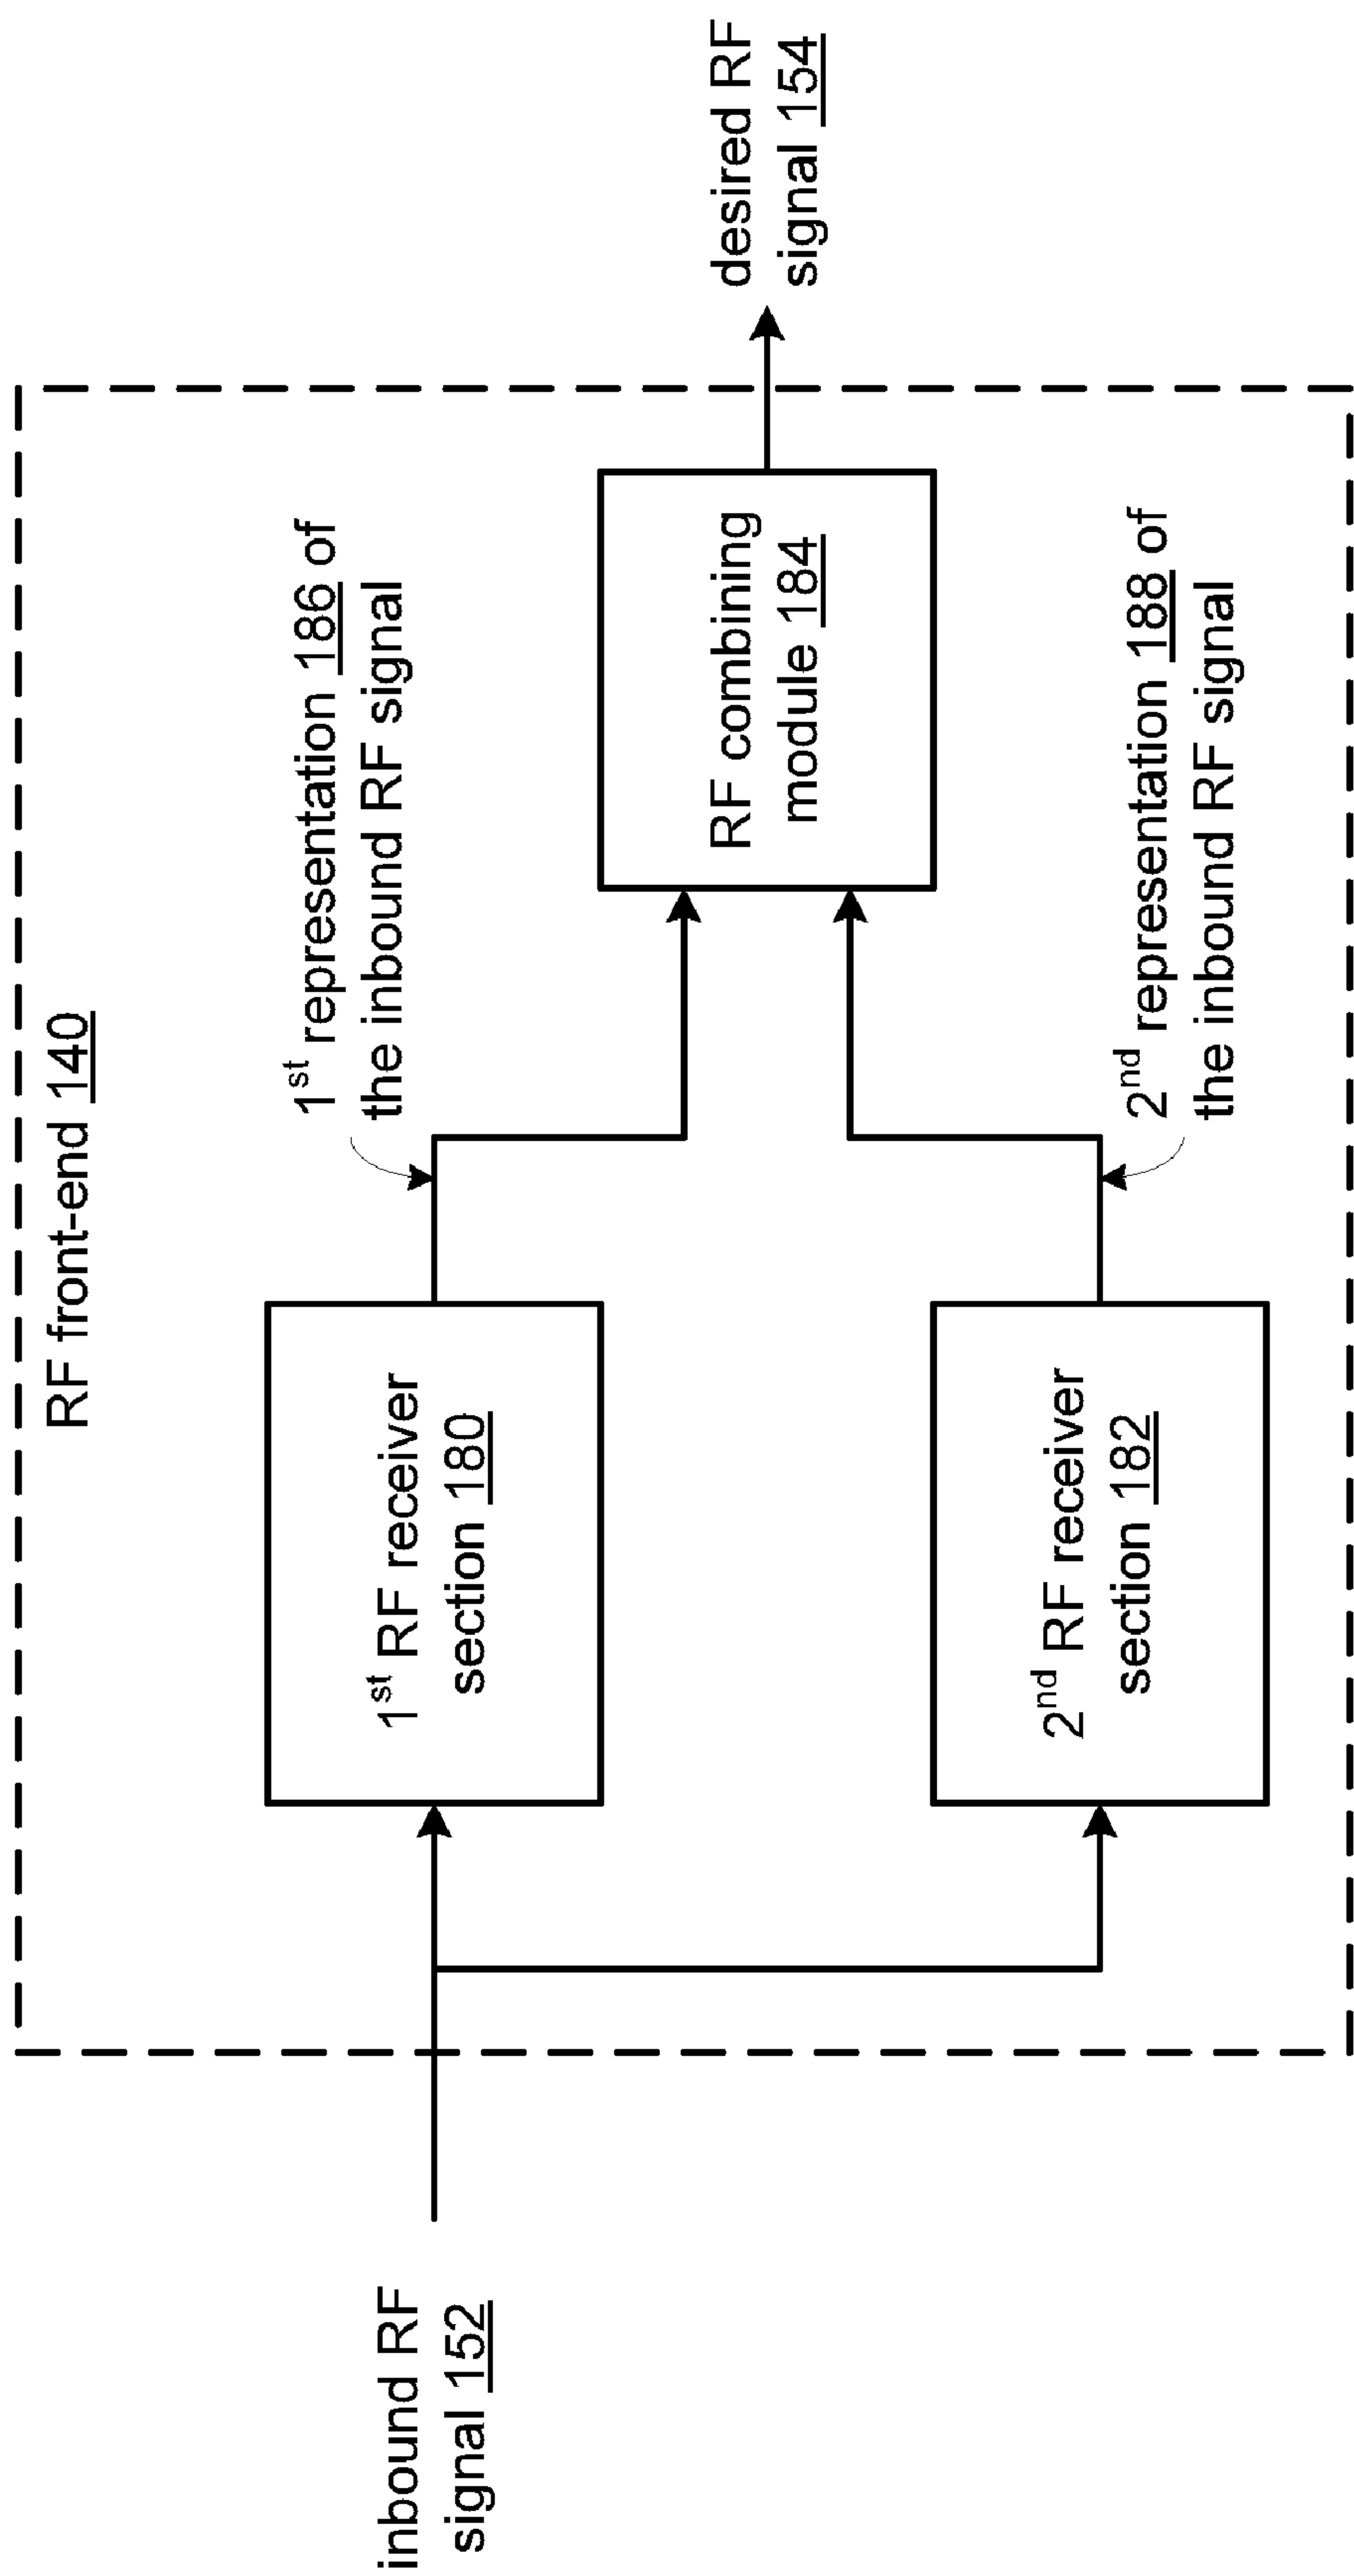 RF front-end 140
inbound RF
signal 152
1st RF receiver
section 180
1st representation 186 of
the inbound RF signal
2nd RF receiver
section 182
2nd representation 188 of
the inbound RF signal
RF combining
module 184
desired RF
signal 154